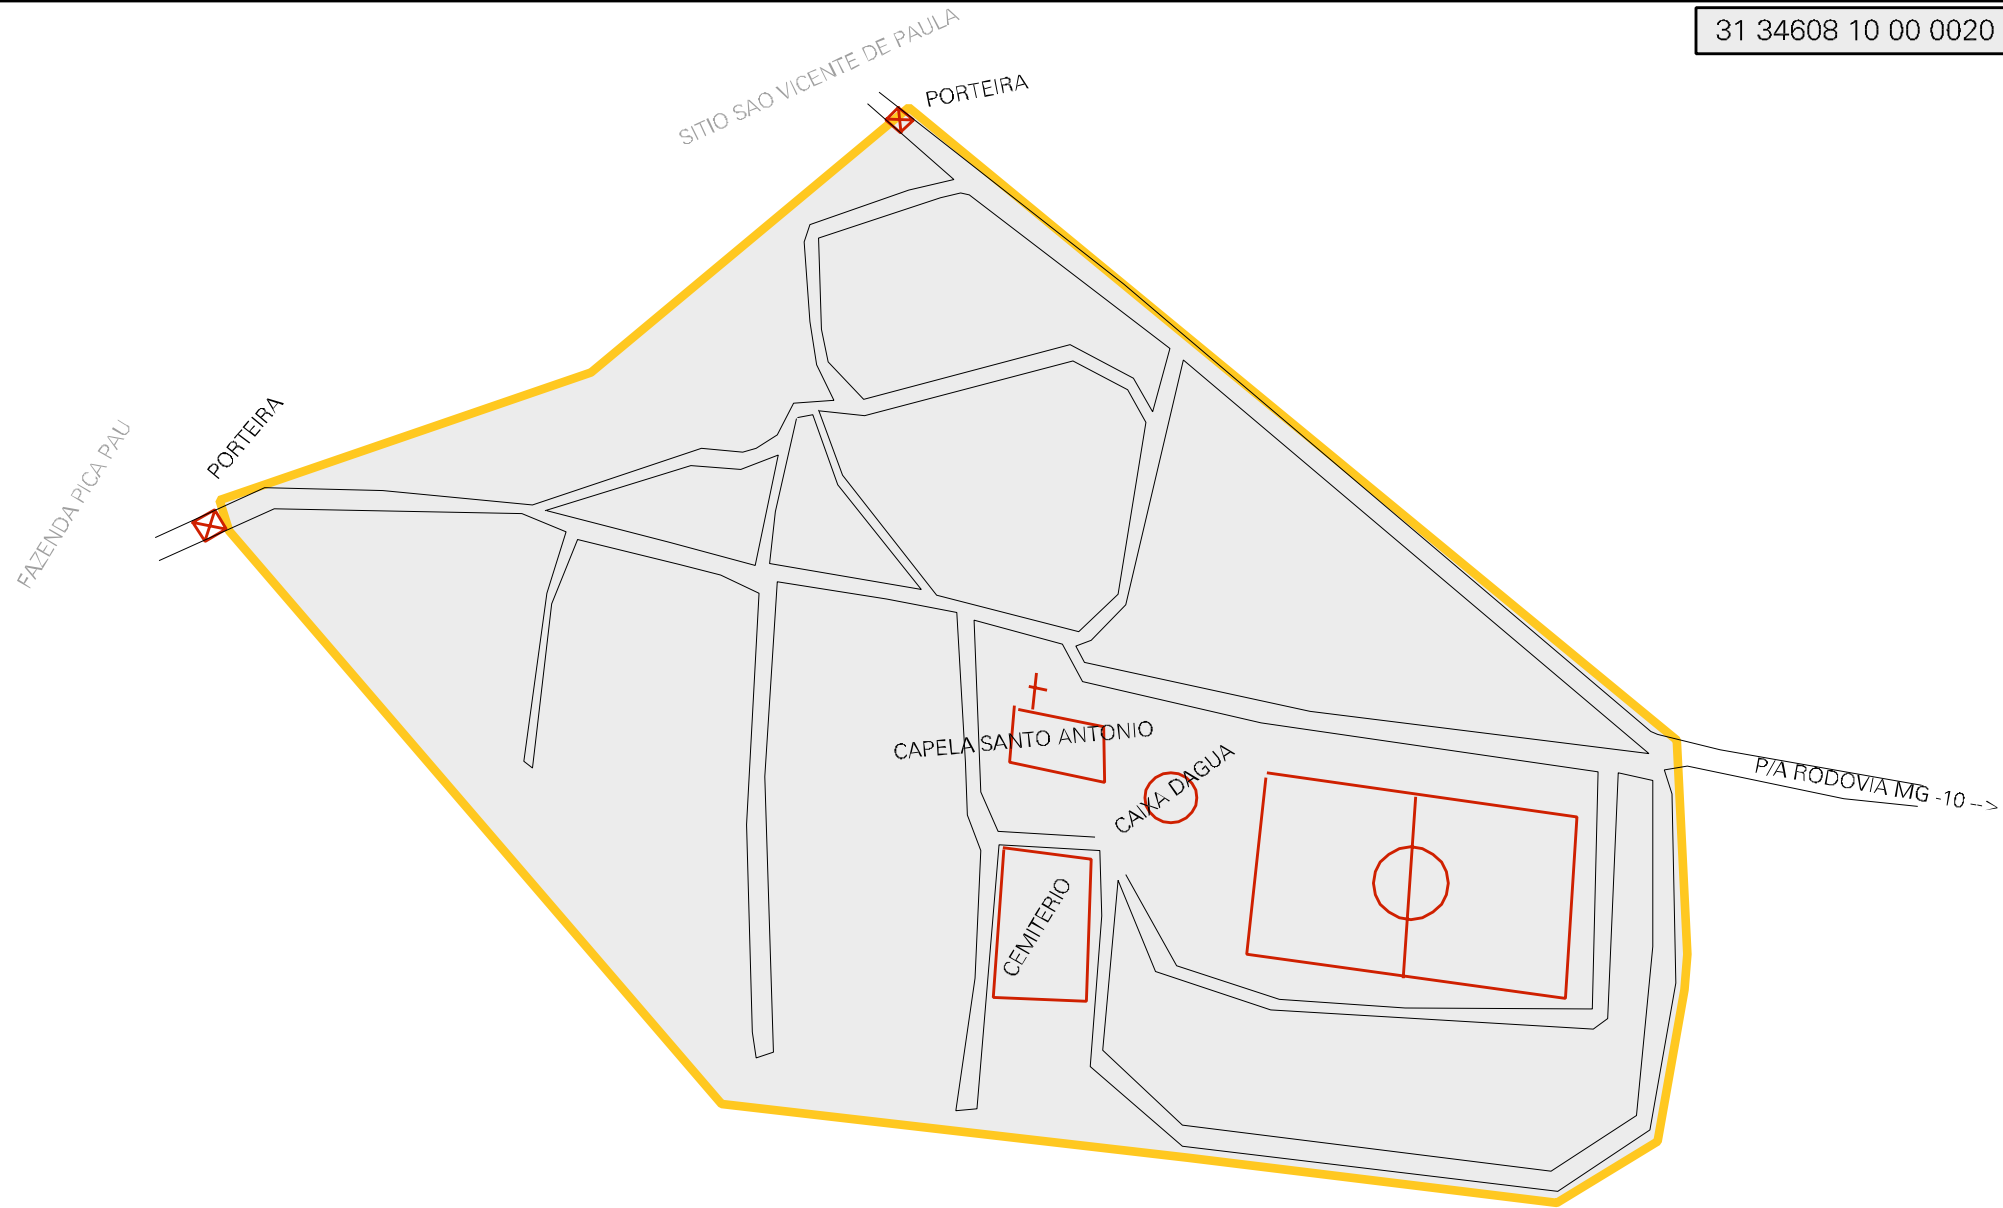 31 34608 10 00 0020
SITIO SAO VICENTE DE PAULA
PORTEIRA
PORTEIRA
FAZENDA PICA PAU
CAPELA SANTO ANTONIO
CAIXA DAGUA
P/A RODOVIA MG -10 -->
CEMITERIO